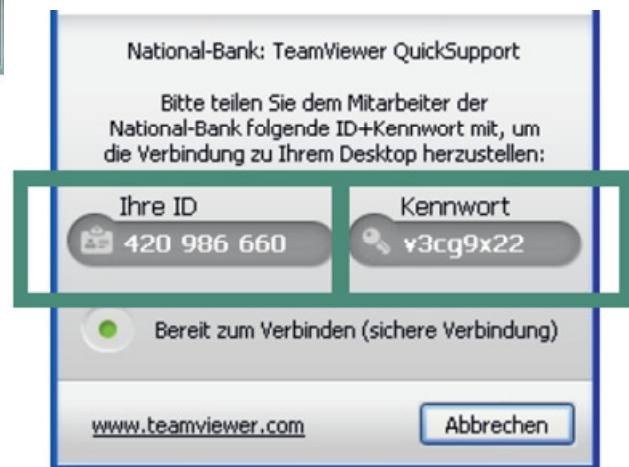 National-Bank: TeamViewer QuickSupport
Bitte teilen Sie dem Mitarbeiter der
National-Bank folgende ID+Kennwort mit, um
die Verbindung zu Ihrem Desktop herzustellen:
Ihre ID
420 986 660
Kennwort
v3cg9x22
Bereit zum Verbinden (sichere Verbindung)
www.teamviewer.com
Abbrechen